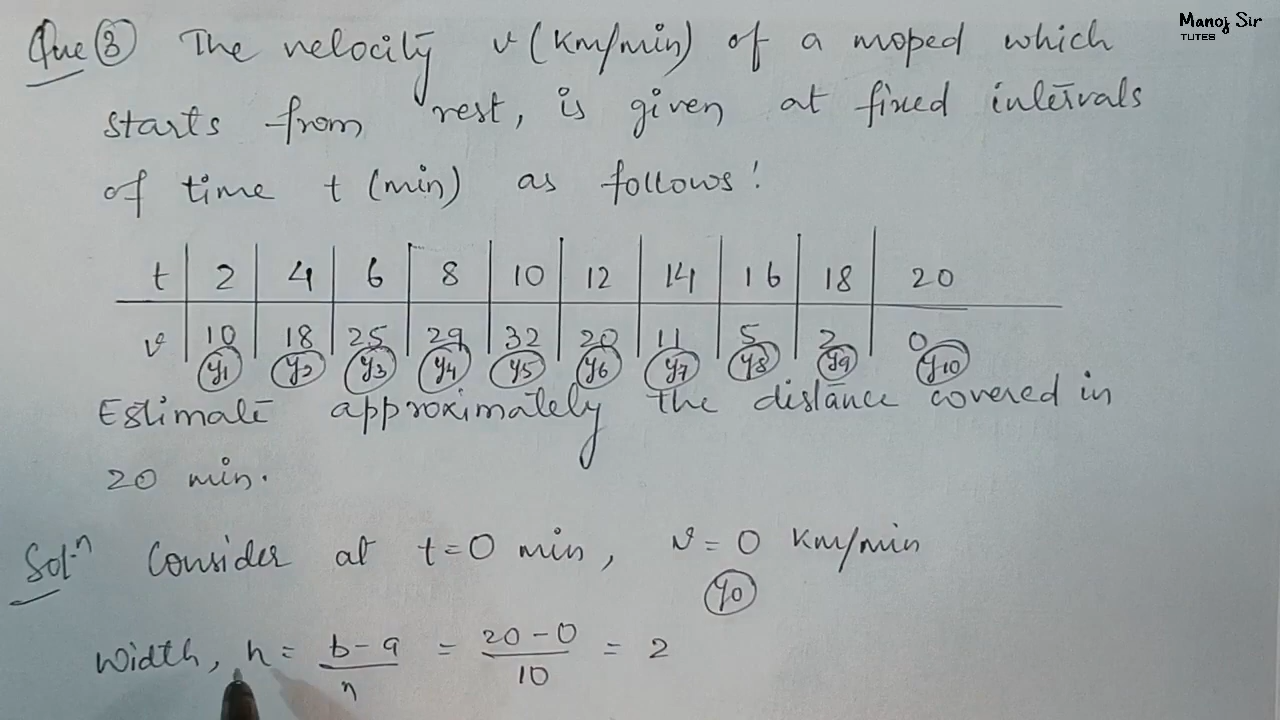 Manoj Sir
TUTES
Que ③ The velocity v (Km/min) of a moped which
starts from rest, is given at fixed intervals
of time t (min) as follows:
t | 2 | 4 | 6 | 8 | 10 | 12 | 14 | 16 | 18 | 20
v | 10 | 18 | 25 | 29 | 32 | 20 | 11 | 5 | 2 | 0
y1 y2 y3 y4 y5 y6 y7 y8 y9 y10
Estimate approximately the distance covered in
20 min.
Sol.n Consider at t=0 min, v=0 Km/min
y0
Width, h = b-a/n = 20-0/10 = 2